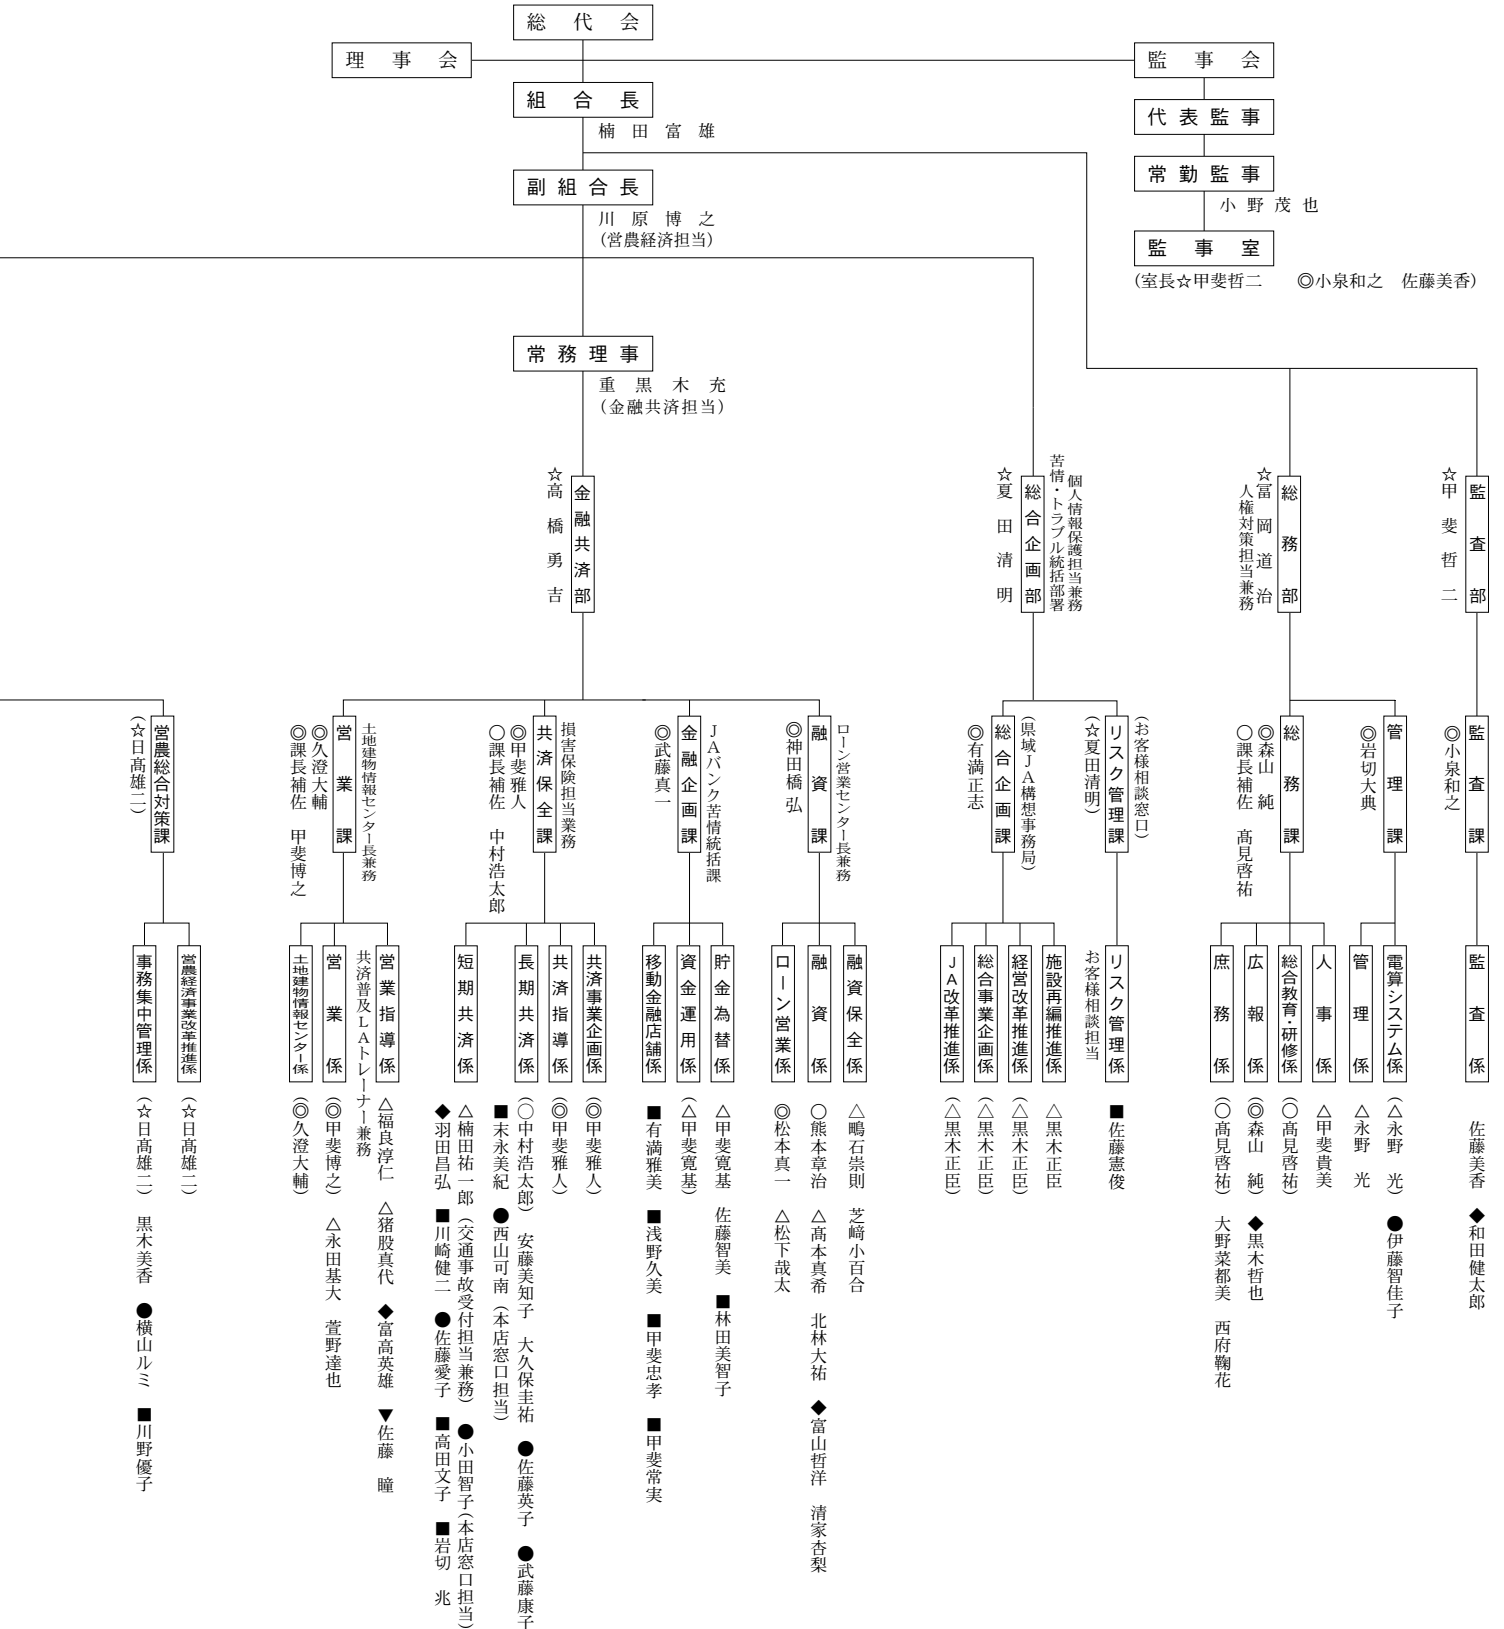 総代会
理事会
監事会
組合長
楠田富雄
代表監事
副組合長
川原博之
（営農経済担当）
常勤監事
小野茂也
監事室
(室長☆甲斐哲二　◎小泉和之　佐藤美香)
常務理事
重黒木充
（金融共済担当）
監査部
☆甲斐哲二
総務部
☆冨岡道治
人権対策担当兼務
個人情報保護担当兼務
苦情・トラブル統括部署
総合企画部
☆夏田清明
金融共済部
☆高橋勇吉
監査課
◎小泉和之
管理課
◎岩切大典
総務課
◎森山　純
○課長補佐　髙見啓祐
（お客様相談窓口）
リスク管理課
（☆夏田清明）
（県域ＪＡ構想事務局）
総合企画課
◎有満正志
ローン営業センター長兼務
融資課
◎神田橋弘
ＪＡバンク苦情統括課
金融企画課
◎武藤真一
損害保険担当業務
共済保全課
◎甲斐雅人
○課長補佐　中村浩太郎
土地建物情報センター長兼務
営業課
◎久澄大輔
◎課長補佐　甲斐博之
営農総合対策課
（☆日髙雄二）
監査係
佐藤美香　◆和田健太郎
電算システム係
（△永野　光）　●伊藤智佳子
管理係
△永野　光
人事係
△甲斐貴美
総合教育・研修係
（○髙見啓祐）
広報係
（◎森山　純）　◆黒木哲也
庶務係
（○髙見啓祐）　大野菜都美　西府鞠花
リスク管理係
お客様相談担当
■佐藤憲俊
施設再編推進係
△黒木正臣
経営改革推進係
（△黒木正臣）
総合事業企画係
（△黒木正臣）
ＪＡ改革推進係
（△黒木正臣）
融資保全係
△鴫石崇則　芝﨑小百合
融資係
○熊本章治　△髙本真希　北林大祐　◆富山哲洋　清家杏梨
ローン営業係
◎松本真一　△松下哉太
貯金為替係
△甲斐寛基　佐藤智美　■林田美智子
資金運用係
（△甲斐寛基）
移動金融店舗係
■有満雅美　■浅野久美　■甲斐忠孝　■甲斐常実
共済事業企画係
（◎甲斐雅人）
共済指導係
（◎甲斐雅人）
長期共済係
（○中村浩太郎）　安藤美知子　大久保圭祐　●佐藤英子　●武藤康子
■末永美紀　●西山可南（本店窓口担当）
短期共済係
△楠田祐一郎（交通事故受付担当兼務）　●小田智子（本店窓口担当）
◆羽田昌弘　■川崎健二　●佐藤愛子　■高田文子　■岩切　兆
営業指導係
△福良淳仁　△猪股真代　◆富高英雄　▼佐藤　瞳
共済普及ＬＡトレーナー兼務
営業係
（◎甲斐博之）　△永田基大　萱野達也
土地建物情報センター係
（◎久澄大輔）
営農経済事業改革推進係
（☆日髙雄二）
事務集中管理係
（☆日髙雄二）　黒木美香　●横山ルミ　■川野優子